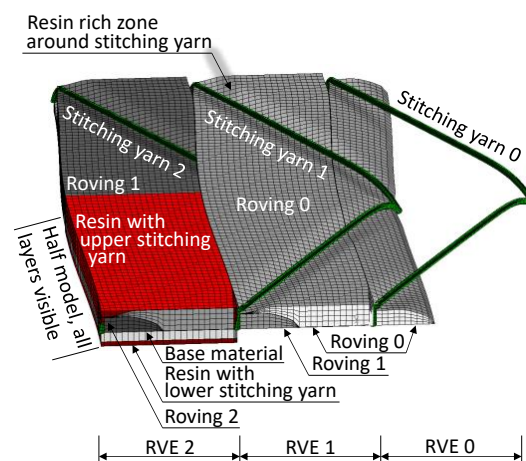 Resin rich zone
around stitching yarn
Stitching yarn 0
Stitching yarn 1
Stitching yarn 2
Roving 1
Roving 0
Resin with
upper stitching
yarn
Half model, all
layers visible
Roving 0
Base material
Roving 1
Resin with
lower stitching yarn
Roving 2
RVE 2
RVE 1
RVE 0